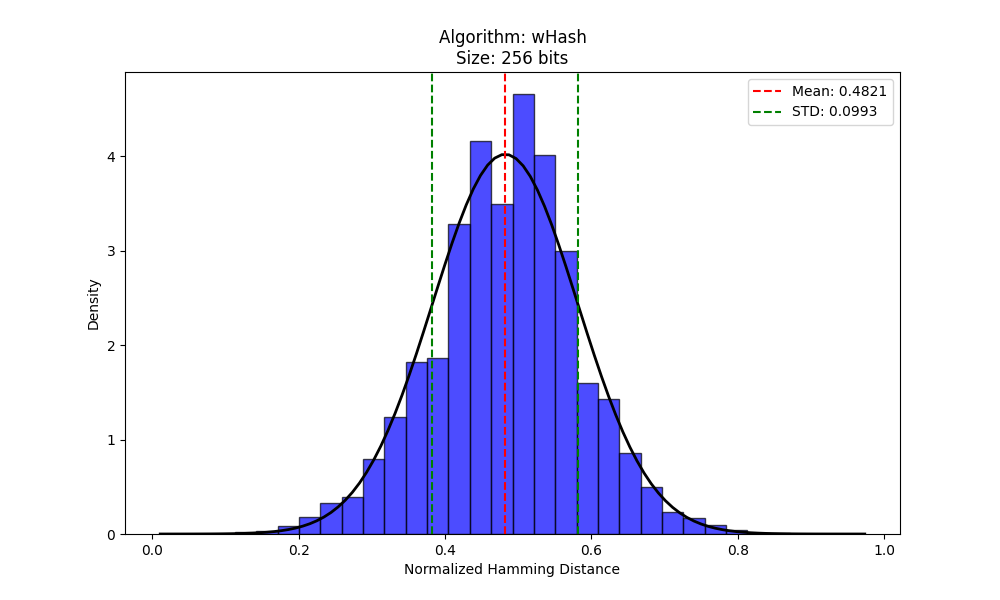 Algorithm: wHash
Size: 256 bits
Mean: 0.4821
STD: 0.0993
4
3
2
1
0
Density
0.0
0.2
0.4
0.6
0.8
1.0
Normalized Hamming Distance